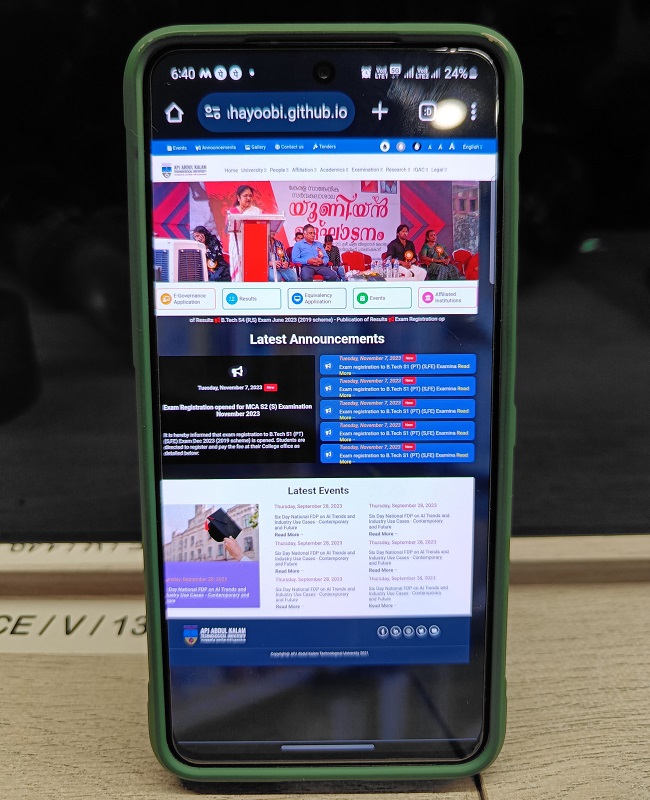 6:40
VoB
LTE1
5G
VoB
LTE2
24%
hayoobi.github.io
:D
Events
Announcements
Gallery
Contact us
Tenders
A A A
English
APJ ABDUL KALAM
TECHNOLOGICAL UNIVERSITY
Home University People Affiliation Academics Examination Research IQAC Legal
കേരള സാങ്കേതിക
സർവകലാശാല
യൂണിയൻ
E-Governance
Application
Results
Equivalency
Application
Events
Affiliated
Institutions
of Results B.Tech S4 (R,S) Exam June 2023 (2019 scheme) - Publication of Results Exam Registration op
Latest Announcements
Tuesday, November 7, 2023 New
Exam Registration opened for MCA S2 (S) Examination
November 2023
It is hereby informed that exam registration to B.Tech S1 (PT)
(S,FE) Exam Dec 2023 (2019 scheme) is opened. Students are
directed to register and pay the fee at their College office as
detailed below:
Tuesday, November 7, 2023 New
Exam registration to B.Tech S1 (PT) (S,FE) Examina Read
More
Tuesday, November 7, 2023 New
Exam registration to B.Tech S1 (PT) (S,FE) Examina Read
More
Tuesday, November 7, 2023 New
Exam registration to B.Tech S1 (PT) (S,FE) Examina Read
More
Tuesday, November 7, 2023 New
Exam registration to B.Tech S1 (PT) (S,FE) Examina Read
More
Tuesday, November 7, 2023 New
Exam registration to B.Tech S1 (PT) (S,FE) Examina Read
More
Latest Events
September 28, 2023
Day National FDP on AI Trends and
Industry Use Cases - Contemporary and
Thursday, September 28, 2023
Six Day National FDP on AI Trends and
Industry Use Cases - Contemporary
and Future
Read More
Thursday, September 28, 2023
Six Day National FDP on AI Trends and
Industry Use Cases - Contemporary
and Future
Read More
Thursday, September 28, 2023
Six Day National FDP on AI Trends and
Industry Use Cases - Contemporary
and Future
Read More
Thursday, September 28, 2023
Six Day National FDP on AI Trends and
Industry Use Cases - Contemporary
and Future
Read More
Thursday, September 28, 2023
Six Day National FDP on AI Trends and
Industry Use Cases - Contemporary
and Future
Read More
Thursday, September 28, 2023
Six Day National FDP on AI Trends and
Industry Use Cases - Contemporary
and Future
Read More
APJ ABDUL KALAM
TECHNOLOGICAL UNIVERSITY
Copyright@ APJ Abdul Kalam Technological University 2021
CE/V/13